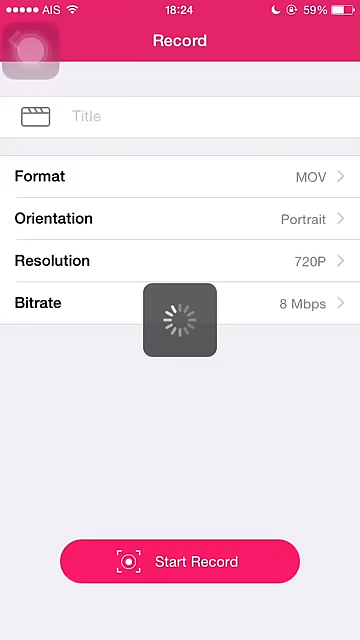 AIS 18:24 59%
Record
Title
Format MOV
Orientation Portrait
Resolution 720P
Bitrate 8 Mbps
Start Record